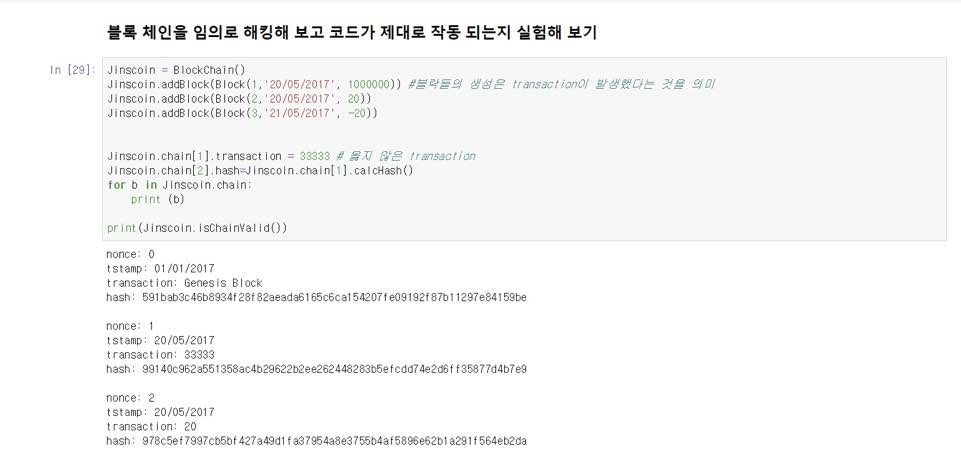 블록 체인을 임의로 해킹해 보고 코드가 제대로 작동 되는지 실험해 보기
In [29]: Jinscoin = BlockChain()
Jinscoin.addBlock(Block(1,'20/05/2017', 1000000)) #블락들의 생성은 transaction이 발생했다는 것을 의미
Jinscoin.addBlock(Block(2,'20/05/2017', 20))
Jinscoin.addBlock(Block(3,'21/05/2017', -20))
Jinscoin.chain[1].transaction = 33333 # 옳지 않은 transaction
Jinscoin.chain[2].hash=Jinscoin.chain[1].calcHash()
for b in Jinscoin.chain:
    print (b)
print(Jinscoin.isChainValid())
nonce: 0
tstamp: 01/01/2017
transaction: Genesis Block
hash: 591bab3c46b8934f28f82aeada6165c6ca154207fe09192f87b11297e84159be
nonce: 1
tstamp: 20/05/2017
transaction: 33333
hash: 99140c962a551358ac4b29622b2ee262448283b5efcdd74e2d6ff35877d4b7e9
nonce: 2
tstamp: 20/05/2017
transaction: 20
hash: 978c5ef7997cb5bf427a49d1fa37954a8e3755b4af5896e62b1a291f564eb2da